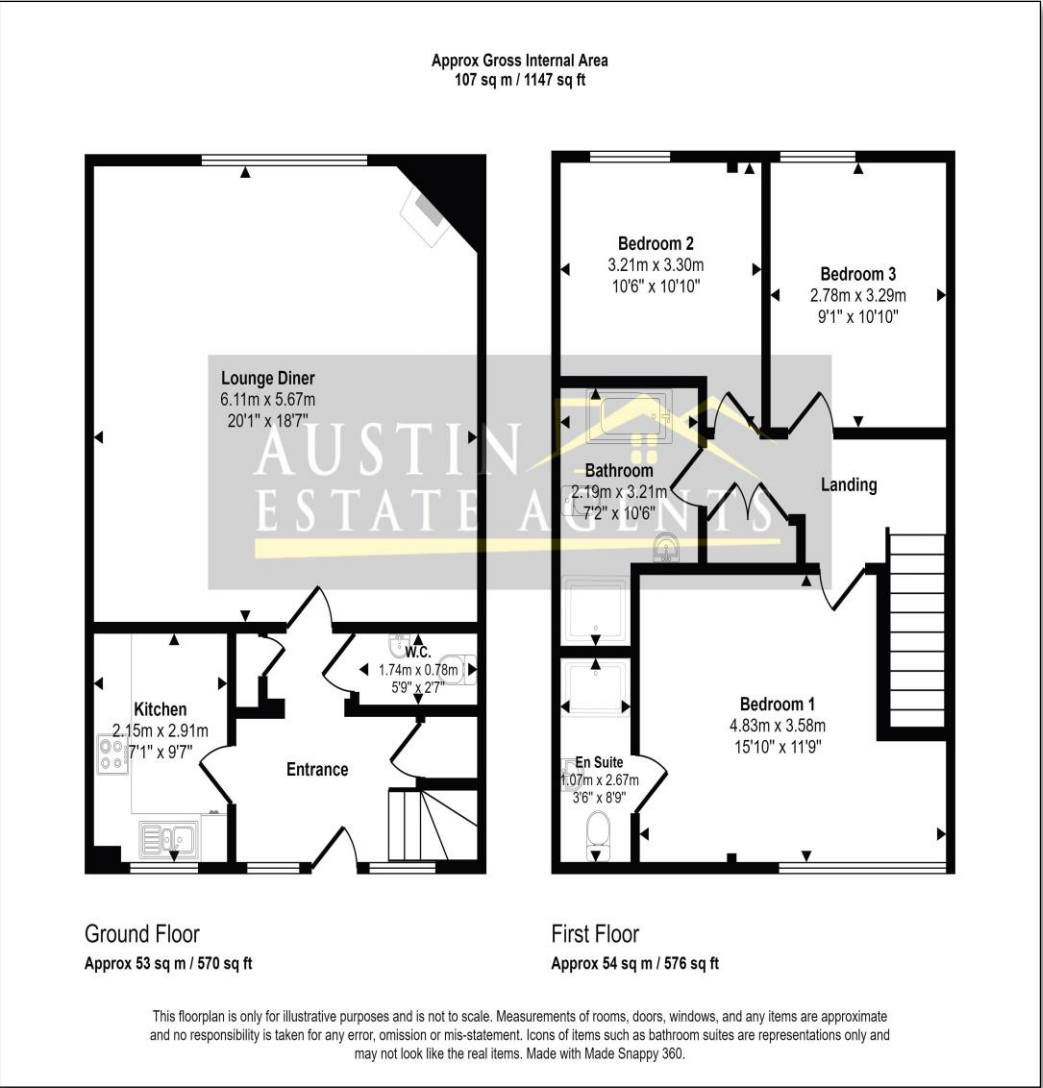 Approx Gross Internal Area
107 sq m / 1147 sq ft
Lounge Diner
6.11m x 5.67m
20'1" x 18'7"
Kitchen
2.15m x 2.91m
7'1" x 9'7"
W.C.
1.74m x 0.78m
5'9" x 2'7"
Entrance
Bedroom 2
3.21m x 3.30m
10'6" x 10'10"
Bedroom 3
2.78m x 3.29m
9'1" x 10'10"
Bathroom
2.19m x 3.21m
7'2" x 10'6"
Landing
Bedroom 1
4.83m x 3.58m
15'10" x 11'9"
En Suite
1.07m x 2.67m
3'6" x 8'9"
AUSTIN
ESTATE AGENTS
Ground Floor
Approx 53 sq m / 570 sq ft
First Floor
Approx 54 sq m / 576 sq ft
This floorplan is only for illustrative purposes and is not to scale. Measurements of rooms, doors, windows, and any items are approximate
and no responsibility is taken for any error, omission or mis-statement. Icons of items such as bathroom suites are representations only and
may not look like the real items. Made with Made Snappy 360.